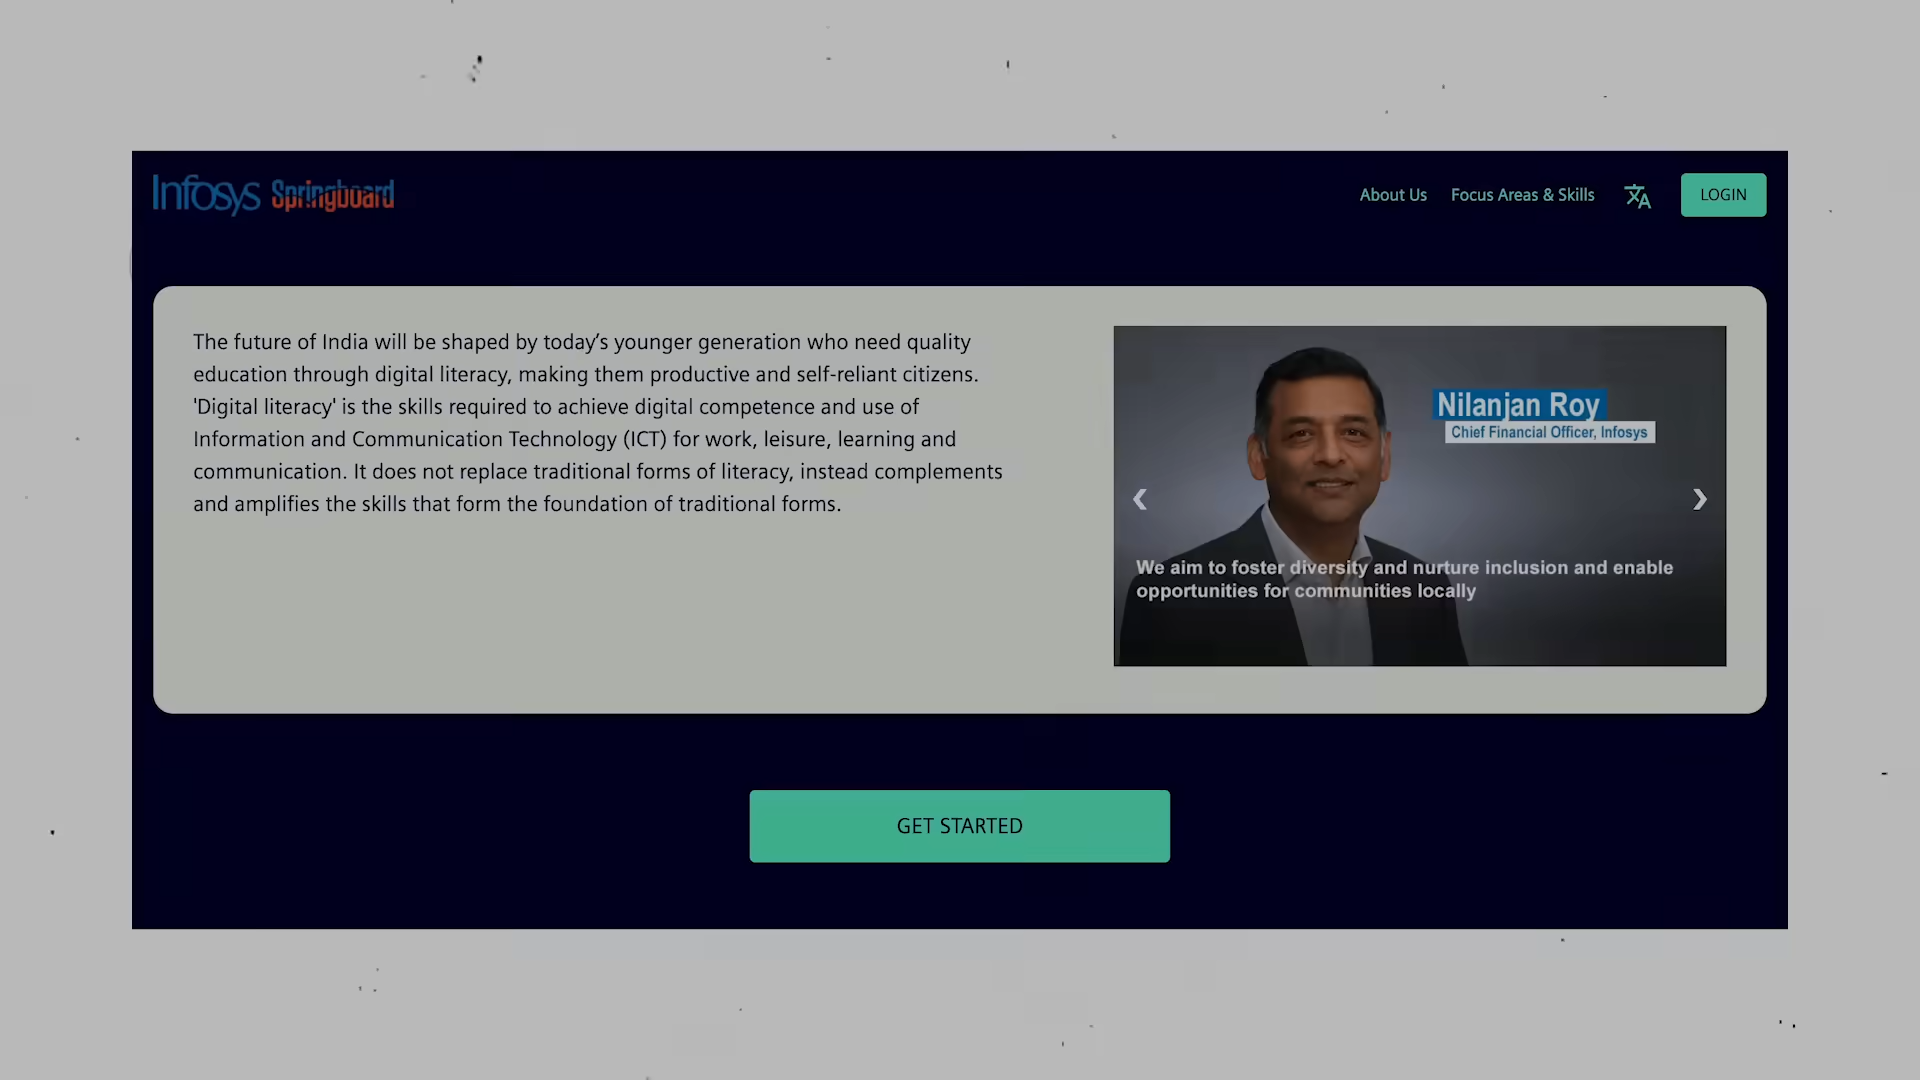 Infosys Springboard
About Us
Focus Areas & Skills
LOGIN
The future of India will be shaped by today’s younger generation who need quality
education through digital literacy, making them productive and self-reliant citizens.
'Digital literacy' is the skills required to achieve digital competence and use of
Information and Communication Technology (ICT) for work, leisure, learning and
communication. It does not replace traditional forms of literacy, instead complements
and amplifies the skills that form the foundation of traditional forms.
Nilanjan Roy
Chief Financial Officer, Infosys
We aim to foster diversity and nurture inclusion and enable
opportunities for communities locally
GET STARTED